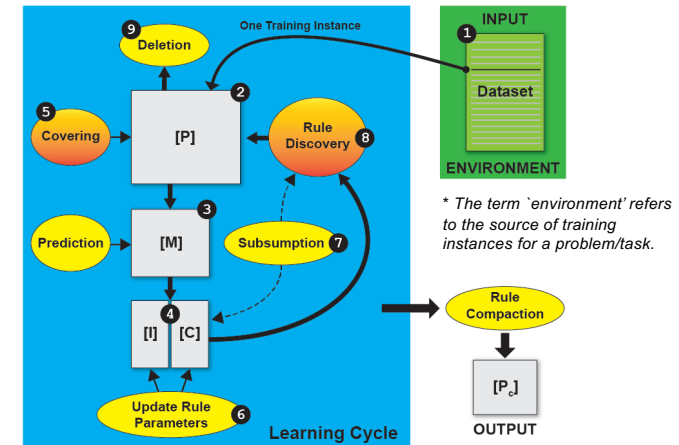 INPUT
One Training Instance
1
9
Deletion
Dataset
2
5
Covering
[P]
Rule
Discovery
8
ENVIRONMENT
* The term `environment' refers
to the source of training
instances for a problem/task.
3
Prediction
[M]
Subsumption
7
4
[I]
[C]
Rule
Compaction
[Pc]
OUTPUT
Update Rule
Parameters
6
Learning Cycle